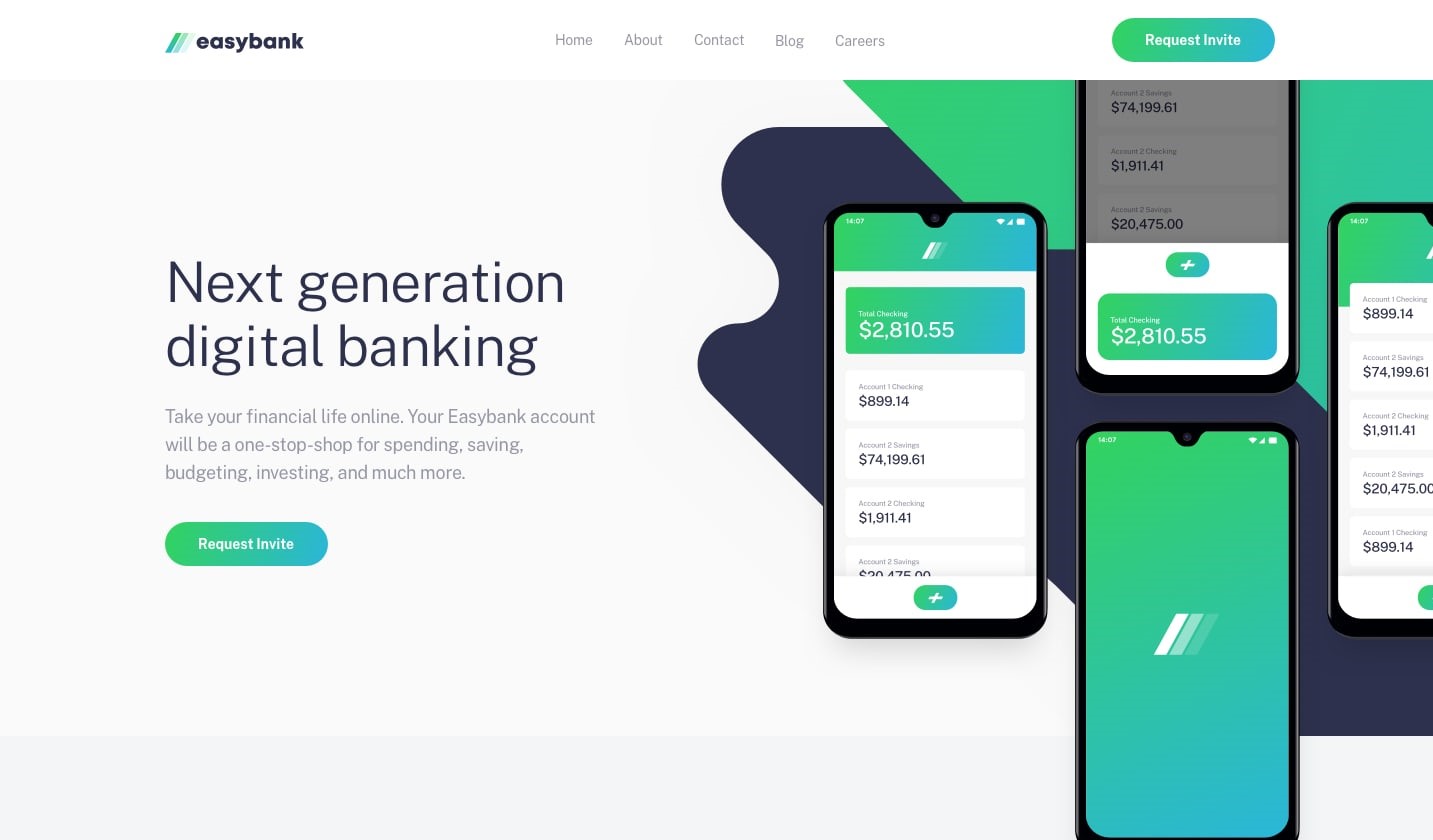 easybank
Home
About
Contact
Blog
Careers
Request Invite
Next generation
digital banking
Take your financial life online. Your Easybank account
will be a one-stop-shop for spending, saving,
budgeting, investing, and much more.
Request Invite
14:07
Total Checking
$2,810.55
Account 1 Checking
$899.14
Account 2 Savings
$74,199.61
Account 2 Checking
$1,911.41
Account 2 Savings
$20,475.00
Account 2 Savings
$74,199.61
Account 2 Checking
$1,911.41
Account 2 Savings
$20,475.00
Total Checking
$2,810.55
14:07
14:07
Account 1 Checking
$899.14
Account 2 Savings
$74,199.61
Account 2 Checking
$1,911.41
Account 2 Savings
$20,475.00
Account 1 Checking
$899.14